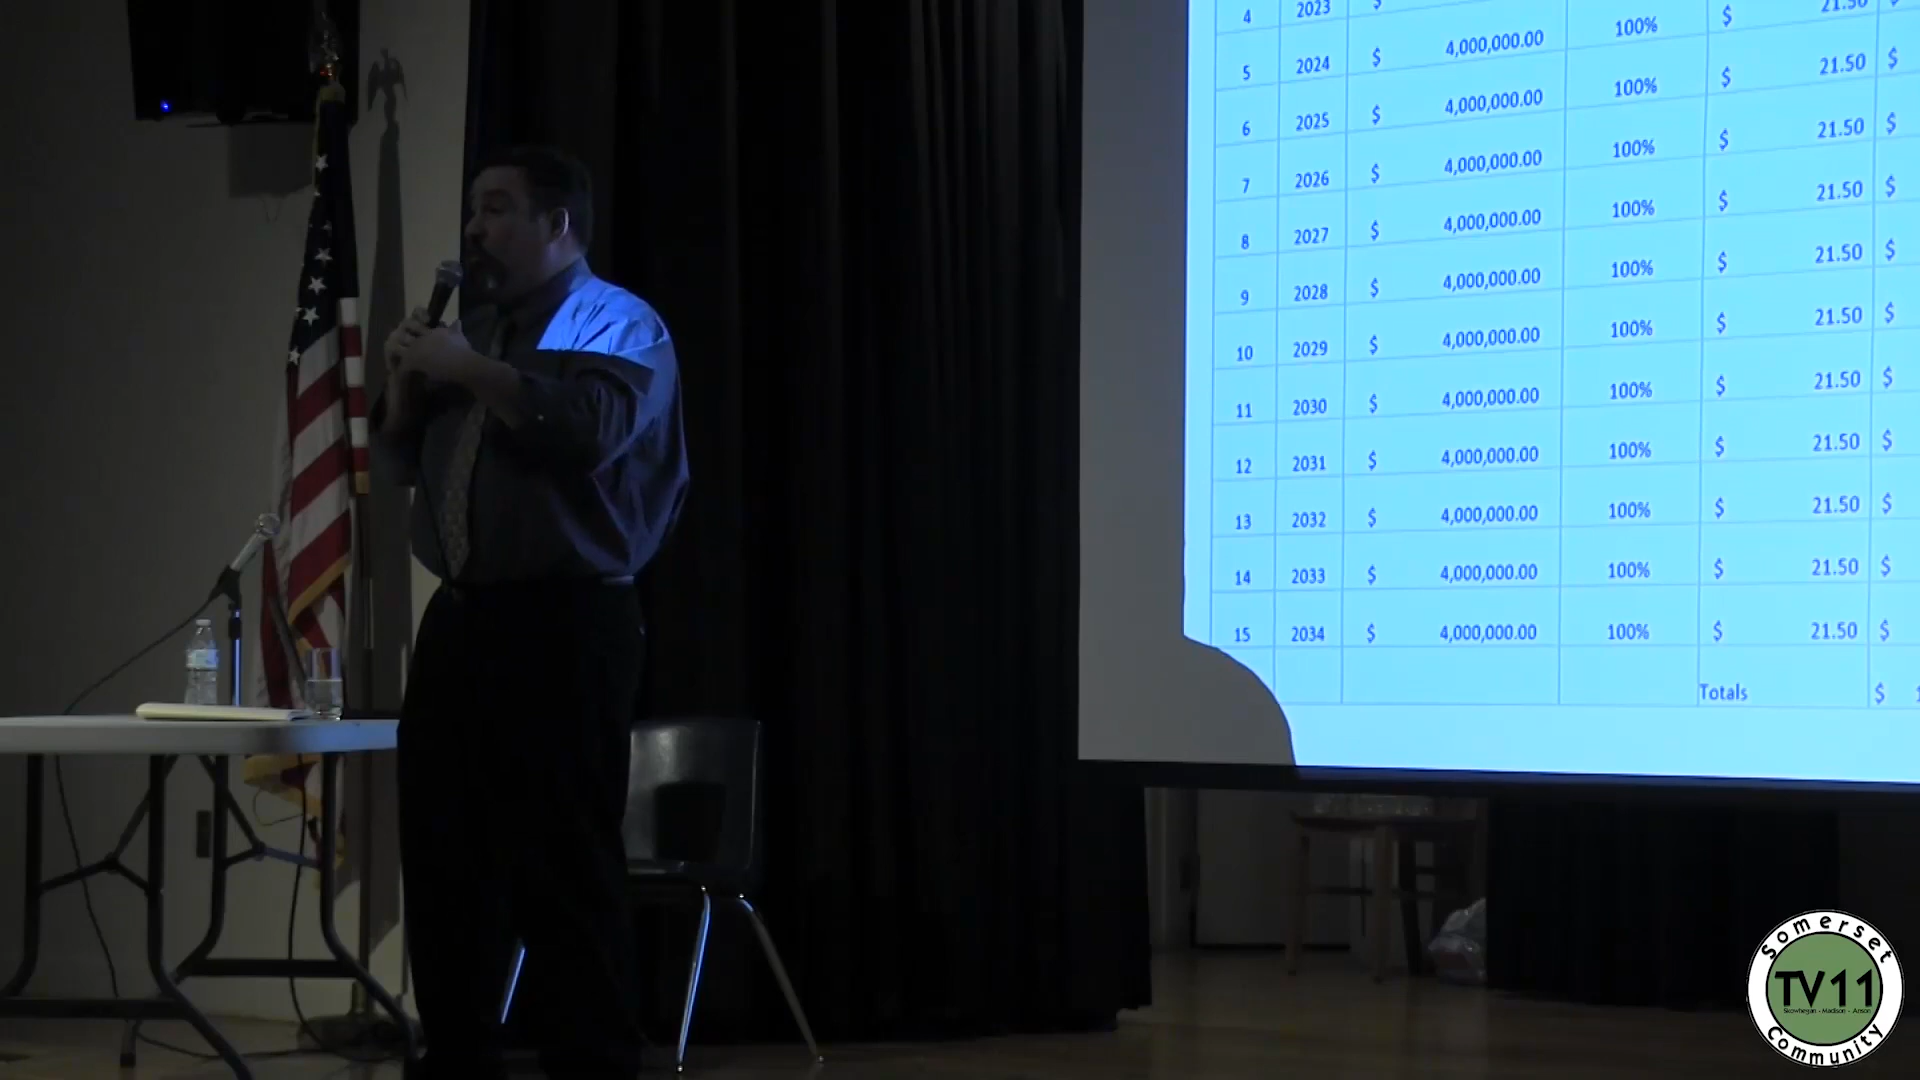 4 2023 $ 21.50
5 2024 $ 4,000,000.00 100% $ 21.50 $
6 2025 $ 4,000,000.00 100% $ 21.50 $
7 2026 $ 4,000,000.00 100% $ 21.50 $
8 2027 $ 4,000,000.00 100% $ 21.50 $
9 2028 $ 4,000,000.00 100% $ 21.50 $
10 2029 $ 4,000,000.00 100% $ 21.50 $
11 2030 $ 4,000,000.00 100% $ 21.50 $
12 2031 $ 4,000,000.00 100% $ 21.50 $
13 2032 $ 4,000,000.00 100% $ 21.50 $
14 2033 $ 4,000,000.00 100% $ 21.50 $
15 2034 $ 4,000,000.00 100% $ 21.50 $
Totals $
Somerset
TV11
Skowhegan - Madison - Anson
Community